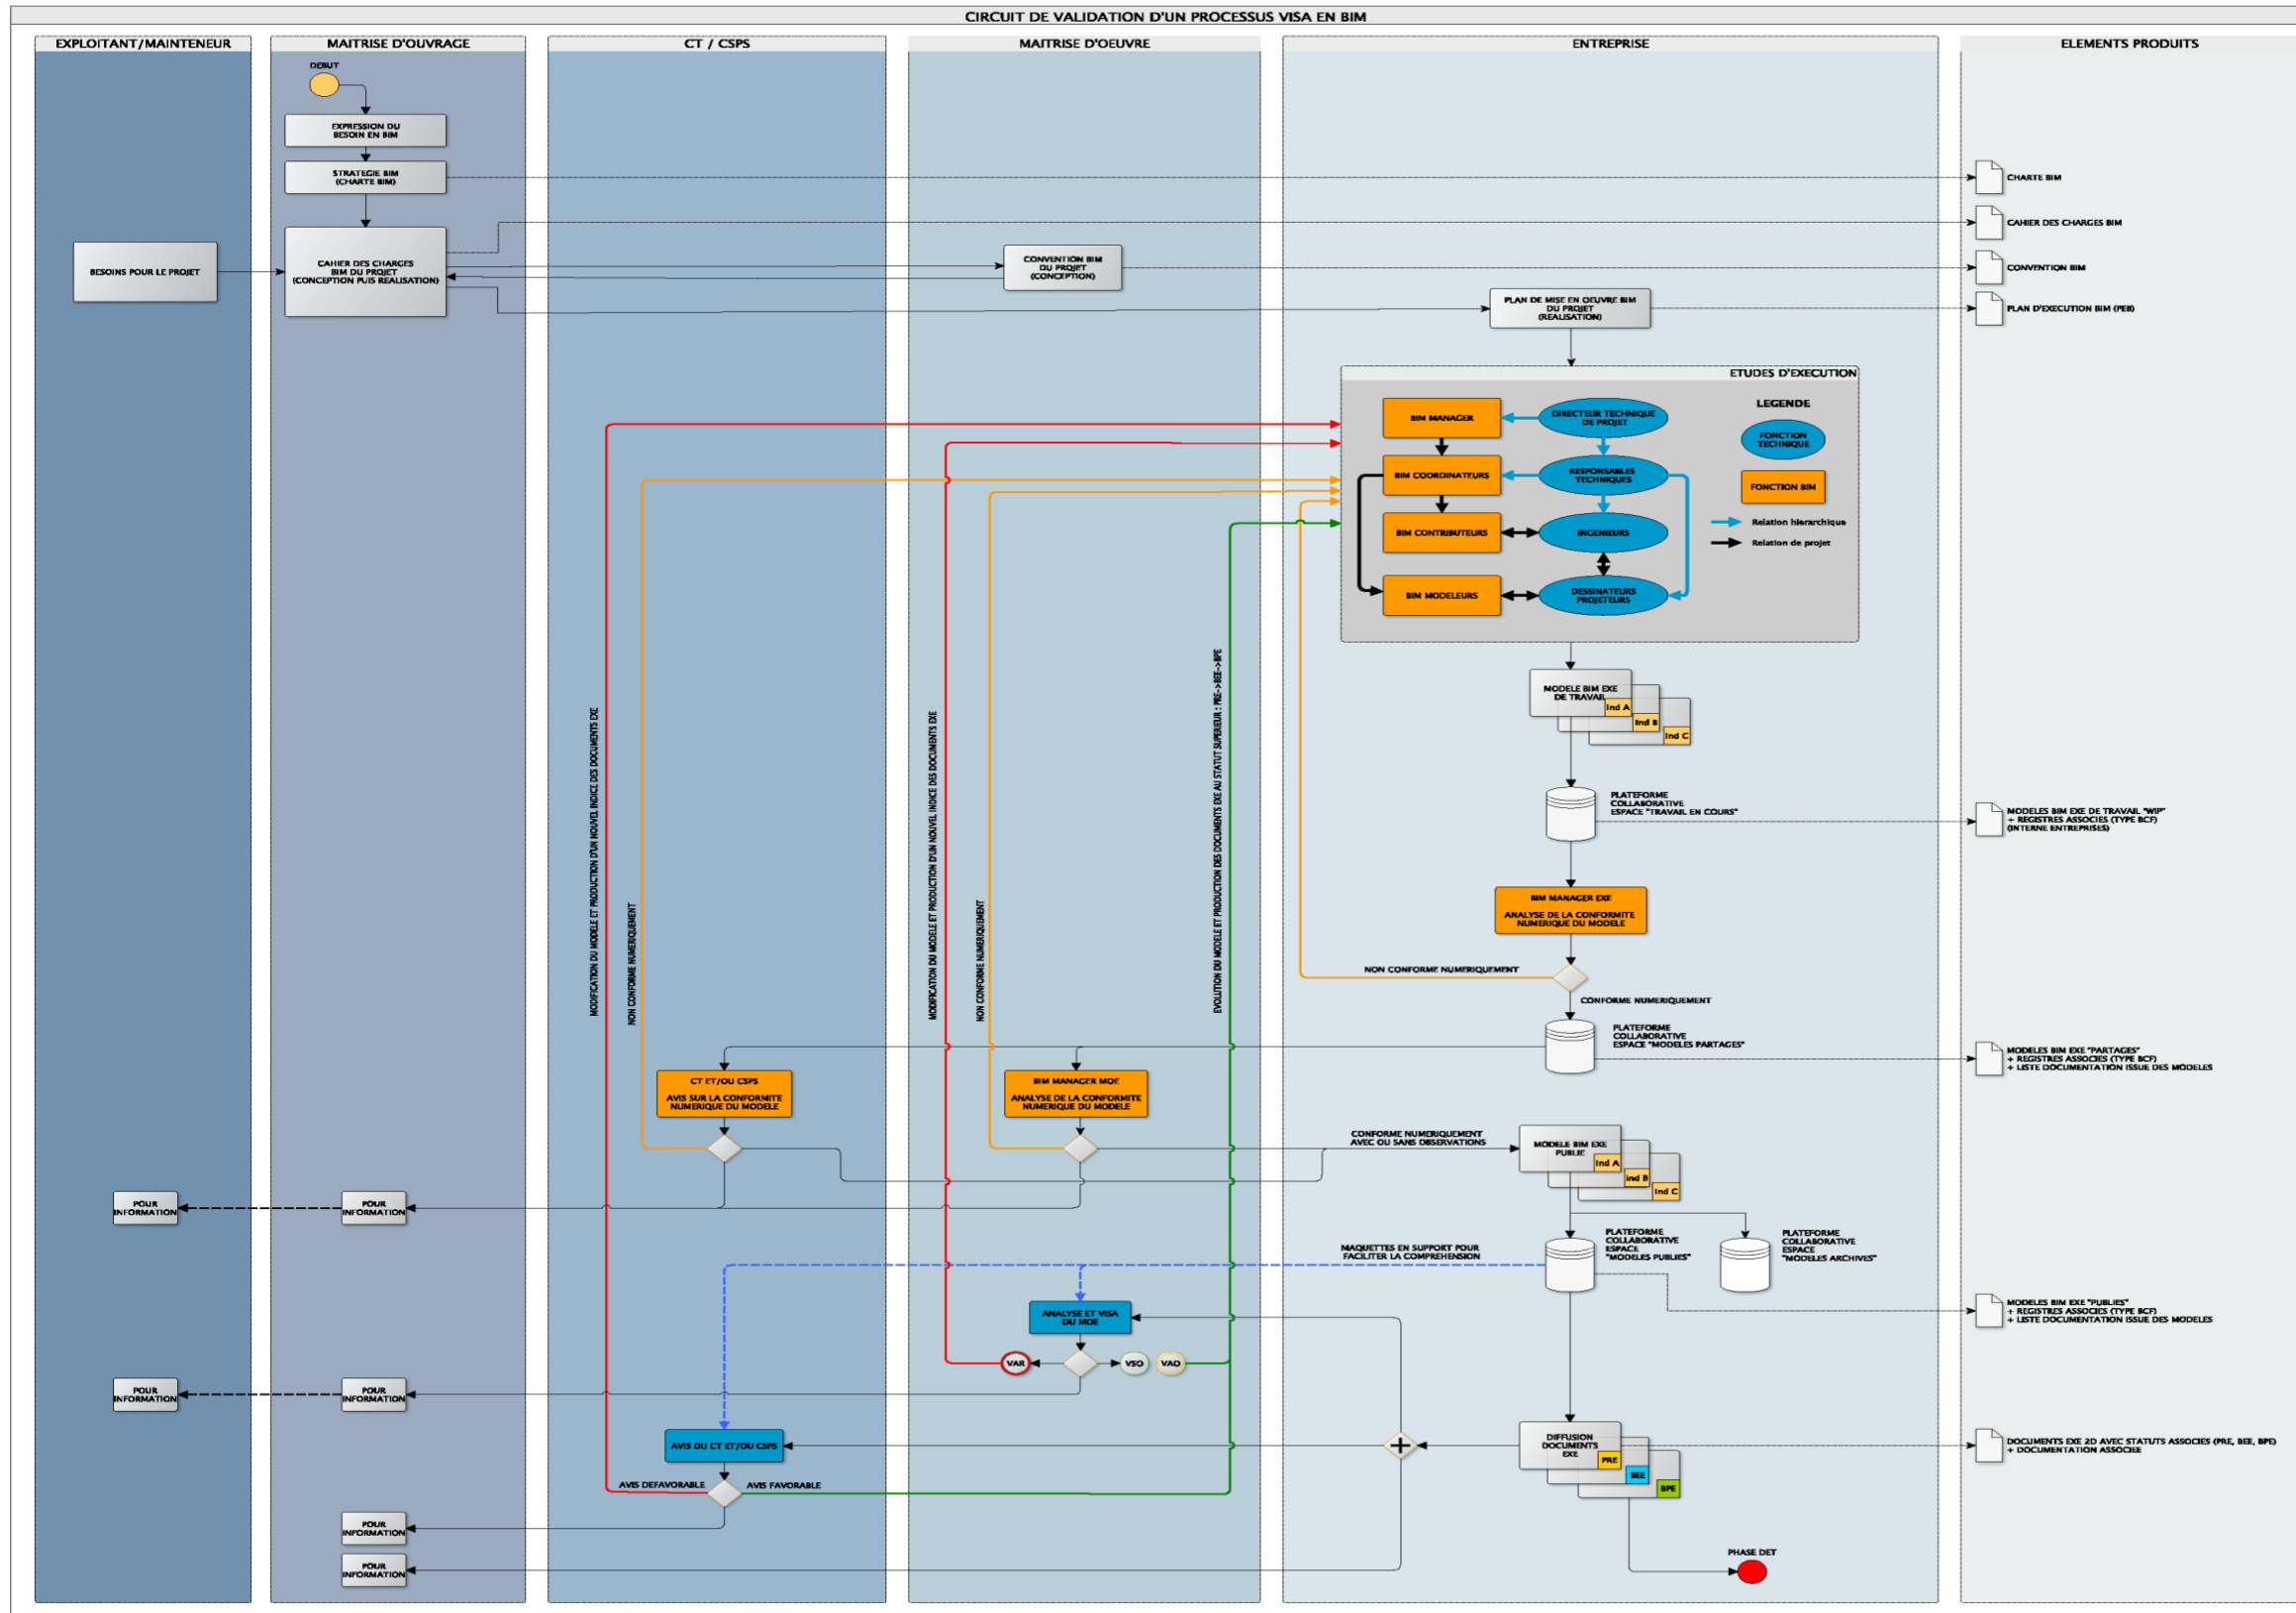 CIRCUIT DE VALIDATION D'UN PROCESSUS VISA EN BIM
EXPLOITANT/MAINTENEUR
MAITRISE D'OUVRAGE
CT / CSPS
MAITRISE D'OEUVRE
ENTREPRISE
ELEMENTS PRODUITS
DEBUT
EXPRESSION DU
BESOIN EN BIM
STRATEGIE BIM
(CHARTE BIM)
CHARTE BIM
CAHIER DES CHARGES BIM
BESOINS POUR LE PROJET
CAHIER DES CHARGES
BIM DU PROJET
(CONCEPTION PUIS REALISATION)
CONVENTION BIM
DU PROJET
(CONCEPTION)
CONVENTION BIM
PLAN DE MISE EN OEUVRE BIM
DU PROJET
(REALISATION)
PLAN D'EXECUTION BIM (PEB)
ETUDES D'EXECUTION
BIM MANAGER
DIRECTEUR TECHNIQUE
DE PROJET
LEGENDE
FONCTION
TECHNIQUE
BIM COORDINATEURS
RESPONSABLES
TECHNIQUES
FONCTION BIM
BIM CONTRIBUTEURS
INGENIEURS
Relation hierarchique
Relation de projet
BIM MODELEURS
DESSINATEURS
PROJETEURS
MODIFICATION DU MODELE ET PRODUCTION D'UN NOUVEL INDICE DES DOCUMENTS EXE
NON CONFORME NUMERIQUEMENT
MODIFICATION DU MODELE ET PRODUCTION D'UN NOUVEL INDICE DES DOCUMENTS EXE
NON CONFORME NUMERIQUEMENT
EVOLUTION DU MODELE ET PRODUCTION DES DOCUMENTS EXE AU STATUT SUPERIEUR : PRE->BEE->BPE
MODELE BIM EXE
DE TRAVAIL
Ind A
Ind B
Ind C
PLATEFORME
COLLABORATIVE
ESPACE "TRAVAIL EN COURS"
MODELES BIM EXE DE TRAVAIL "WIP"
+ REGISTRES ASSOCIES (TYPE BCF)
(INTERNE ENTREPRISES)
BIM MANAGER EXE
ANALYSE DE LA CONFORMITE
NUMERIQUE DU MODELE
NON CONFORME NUMERIQUEMENT
CONFORME NUMERIQUEMENT
PLATEFORME
COLLABORATIVE
ESPACE "MODELES PARTAGES"
MODELES BIM EXE "PARTAGES"
+ REGISTRES ASSOCIES (TYPE BCF)
+ LISTE DOCUMENTATION ISSUE DES MODELES
CT ET/OU CSPS
AVIS SUR LA CONFORMITE
NUMERIQUE DU MODELE
BIM MANAGER MOE
ANALYSE DE LA CONFORMITE
NUMERIQUE DU MODELE
CONFORME NUMERIQUEMENT
AVEC OU SANS OBSERVATIONS
MODELE BIM EXE
PUBLIE
Ind A
Ind B
Ind C
POUR
INFORMATION
POUR
INFORMATION
MAQUETTES EN SUPPORT POUR
FACILITER LA COMPREHENSION
PLATEFORME
COLLABORATIVE
ESPACE
"MODELES PUBLIES"
PLATEFORME
COLLABORATIVE
ESPACE
"MODELES ARCHIVES"
MODELES BIM EXE "PUBLIES"
+ REGISTRES ASSOCIES (TYPE BCF)
+ LISTE DOCUMENTATION ISSUE DES MODELES
ANALYSE ET VISA
DU MOE
VAR
VSO
VAO
POUR
INFORMATION
POUR
INFORMATION
AVIS DU CT ET/OU CSPS
DIFFUSION
DOCUMENTS
EXE
PRE
BEE
BPE
DOCUMENTS EXE 2D AVEC STATUTS ASSOCIES (PRE, BEE, BPE)
+ DOCUMENTATION ASSOCIEE
AVIS DEFAVORABLE
AVIS FAVORABLE
POUR
INFORMATION
POUR
INFORMATION
PHASE DET